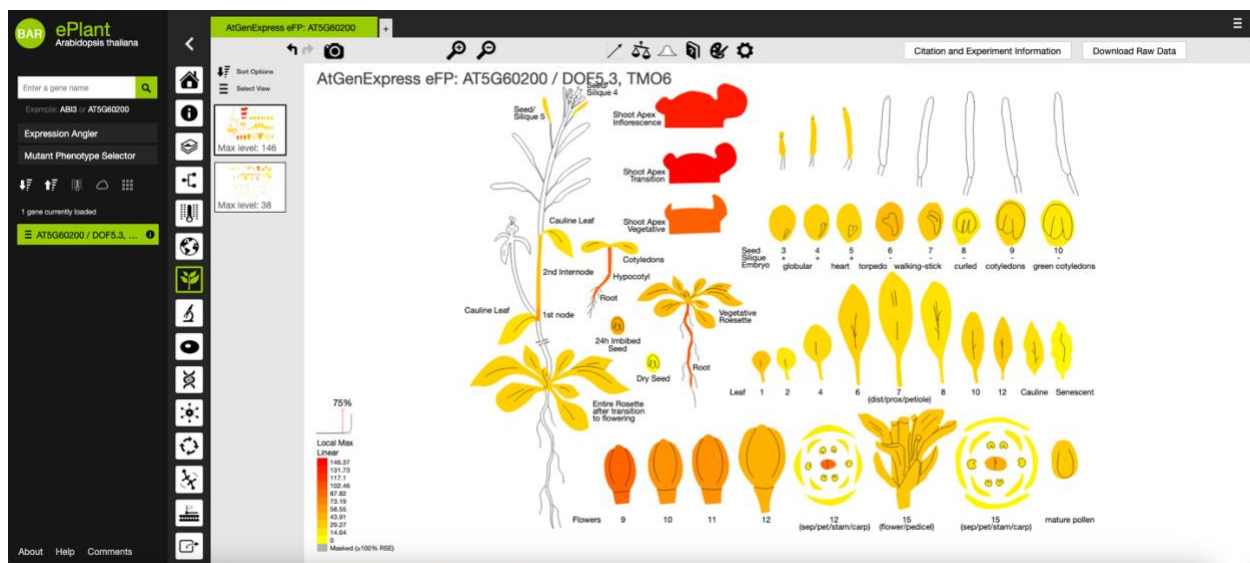 BAR
ePlant
Arabidopsis thaliana
Enter a gene name
Example: ABI3 or AT5G60200
Expression Angler
Mutant Phenotype Selector
1 gene currently loaded
AT5G60200 / DOF5.3, ...
About Help Comments
AtGenExpress eFP: AT5G60200
+
Citation and Experiment Information
Download Raw Data
Sort Options
Select View
Max level: 146
Max level: 38
AtGenExpress eFP: AT5G60200 / DOF5.3, TMO6
Seed/
Silique 4
Seed/
Silique 5
Shoot Apex
Inflorescence
Shoot Apex
Transition
Shoot Apex
Vegetative
Cauline Leaf
2nd Internode
Cotyledons
Hypocotyl
Root
Cauline Leaf
1st node
24h Imbibed
Seed
Dry Seed
Vegetative
Roesette
Root
Entire Rosette
after transition
to flowering
Seed 3 4 5 6 7 8 9 10
Silique + + + - - - - -
Embryo globular heart torpedo walking-stick curled cotyledons green cotyledons
Leaf 1 2 4 6 7 8 10 12 Cauline Senescent
(dist/prox/petiole)
Flowers 9 10 11 12 12 15 15 mature pollen
(sep/pet/stam/carp) (flower/pedicel) (sep/pet/stam/carp)
75%
Local Max
Linear
146.37
131.73
117.1
102.46
87.82
73.19
58.55
43.91
29.27
14.64
0
Masked (≥100% RSE)